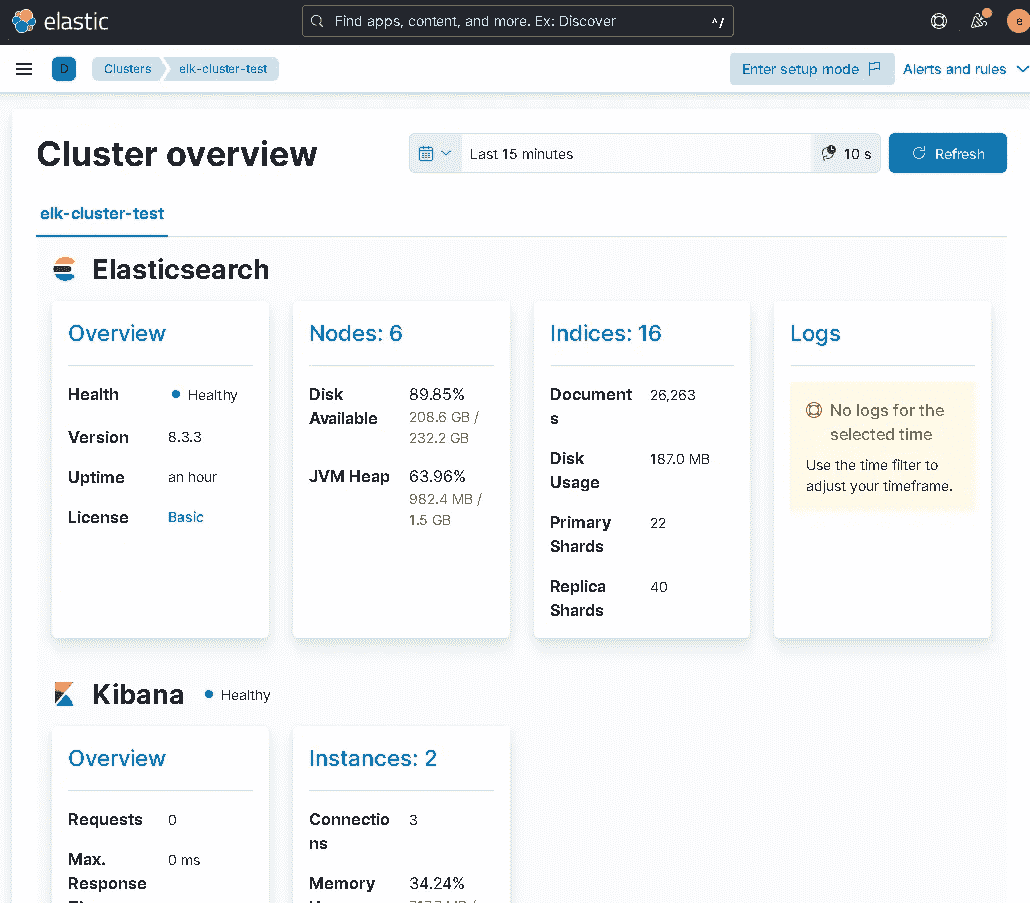 elastic
Find apps, content, and more. Ex: Discover
^/
e
D
Clusters
elk-cluster-test
Enter setup mode
Alerts and rules
Cluster overview
Last 15 minutes
10 s
Refresh
elk-cluster-test
Elasticsearch
Overview
Health
Healthy
Version
8.3.3
Uptime
an hour
License
Basic
Nodes: 6
Disk
Available
89.85%
208.6 GB /
232.2 GB
JVM Heap
63.96%
982.4 MB /
1.5 GB
Indices: 16
Document
s
26,263
Disk
Usage
187.0 MB
Primary
Shards
22
Replica
Shards
40
Logs
No logs for the
selected time
Use the time filter to
adjust your timeframe.
Kibana
Healthy
Overview
Requests
0
Max.
Response
0 ms
Instances: 2
Connectio
ns
3
Memory
34.24%